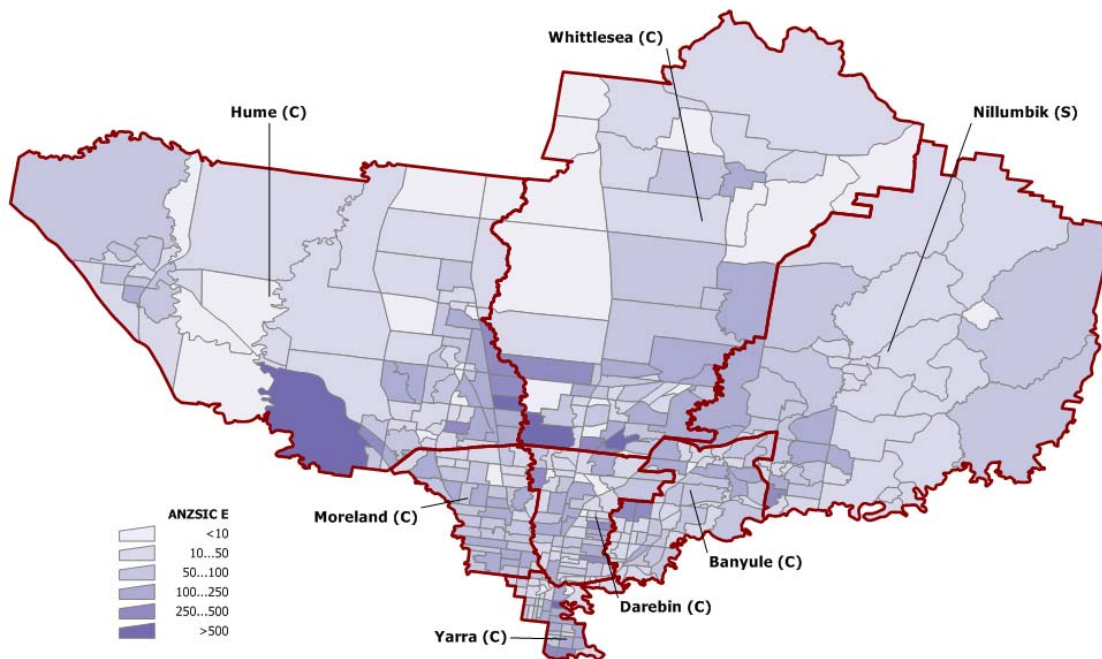 Whittlesea (C)
Hume (C)
Nillumbik (S)
ANZSIC E
<10
10...50
50...100
100...250
250...500
>500
Moreland (C)
Banyule (C)
Darebin (C)
Yarra (C)